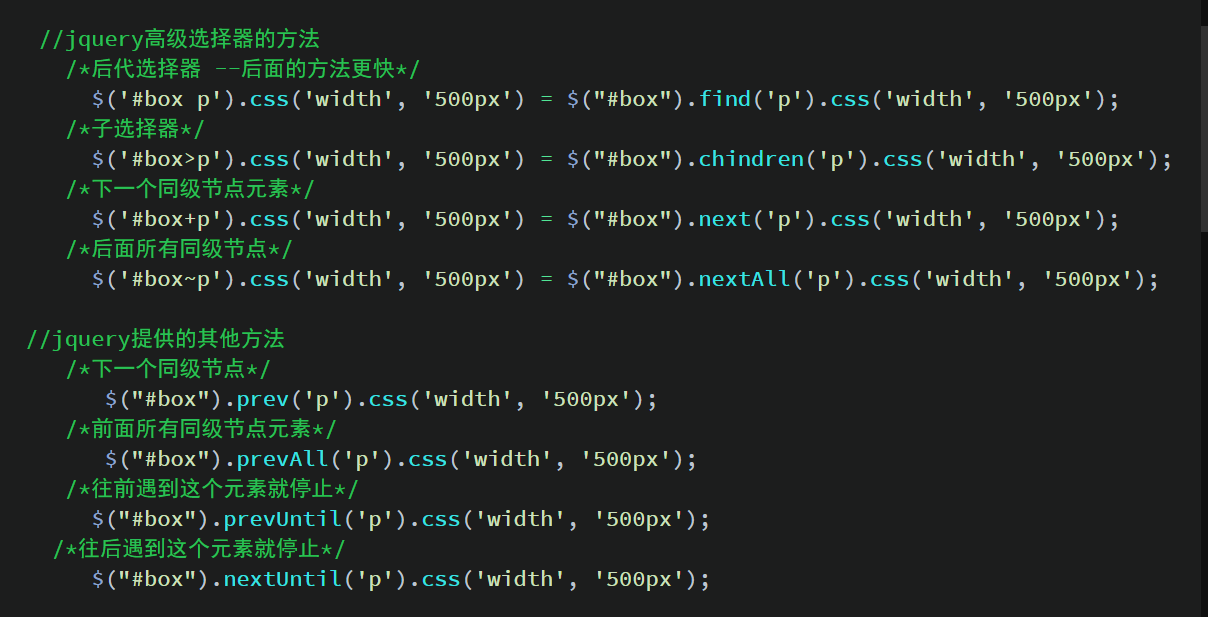 //jquery高级选择器的方法
/*后代选择器 --后面的方法更快*/
$('#box p').css('width', '500px') = $("#box").find('p').css('width', '500px');
/*子选择器*/
$('#box>p').css('width', '500px') = $("#box").chindren('p').css('width', '500px');
/*下一个同级节点元素*/
$('#box+p').css('width', '500px') = $("#box").next('p').css('width', '500px');
/*后面所有同级节点*/
$('#box~p').css('width', '500px') = $("#box").nextAll('p').css('width', '500px');
//jquery提供的其他方法
/*下一个同级节点*/
$("#box").prev('p').css('width', '500px');
/*前面所有同级节点元素*/
$("#box").prevAll('p').css('width', '500px');
/*往前遇到这个元素就停止*/
$("#box").prevUntil('p').css('width', '500px');
/*往后遇到这个元素就停止*/
$("#box").nextUntil('p').css('width', '500px');